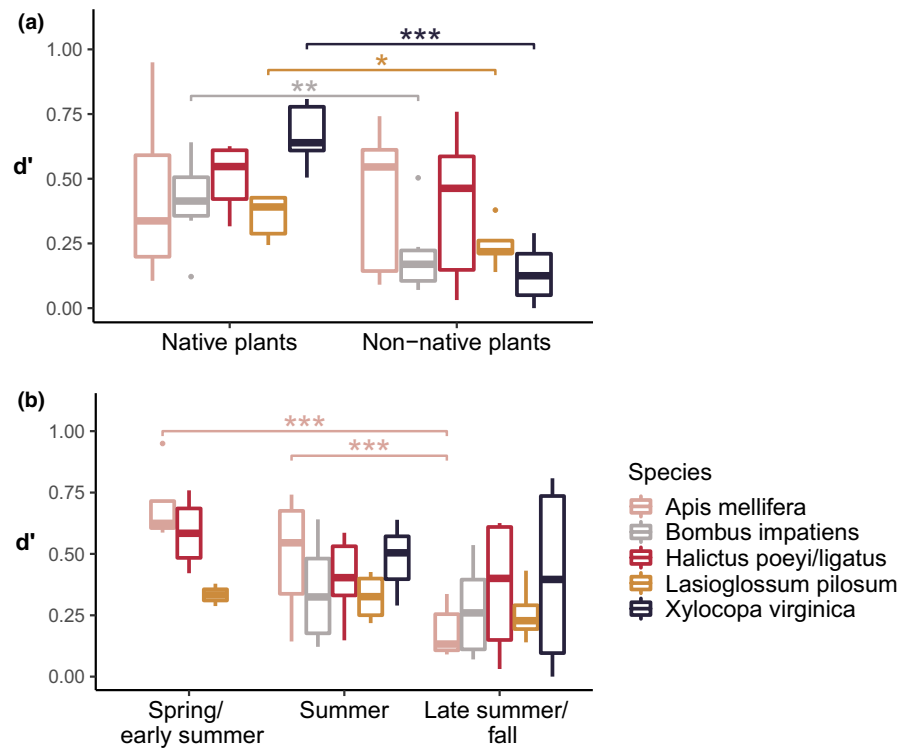 (a)
***
1.00
*
**
0.75
d'
0.50
0.25
0.00
Native plants
Non−native plants
(b)
1.00
***
***
0.75
d'
0.50
0.25
0.00
Spring/
early summer
Summer
Late summer/
fall
Species
Apis mellifera
Bombus impatiens
Halictus poeyi/ligatus
Lasioglossum pilosum
Xylocopa virginica